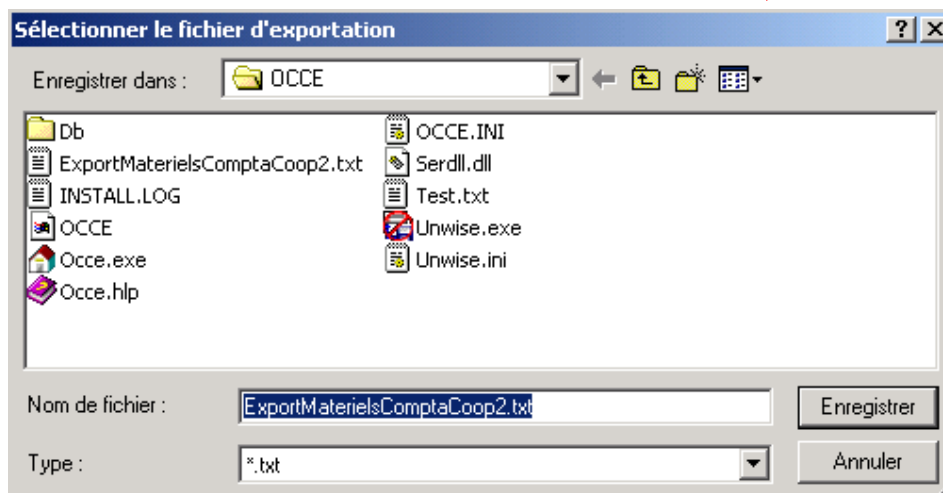 Sélectionner le fichier d'exportation
Enregistrer dans :
OCCE
Db
ExportMaterielsComptaCoop2.txt
INSTALL.LOG
OCCE
Occe.exe
Occe.hlp
OCCE.INI
Serdll.dll
Test.txt
Unwise.exe
Unwise.ini
Nom de fichier :
ExportMaterielsComptaCoop2.txt
Enregistrer
Type :
*.txt
Annuler